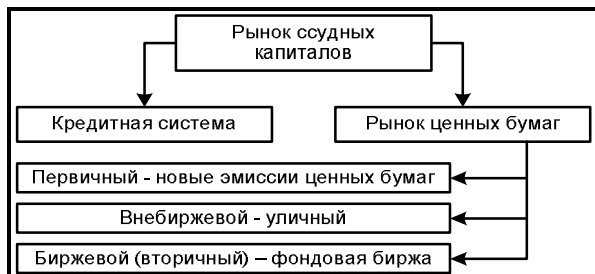 Рынок ссудных
капиталов
Кредитная система
Рынок ценных бумаг
Первичный - новые эмиссии ценных бумаг
Внебиржевой - уличный
Биржевой (вторичный) – фондовая биржа